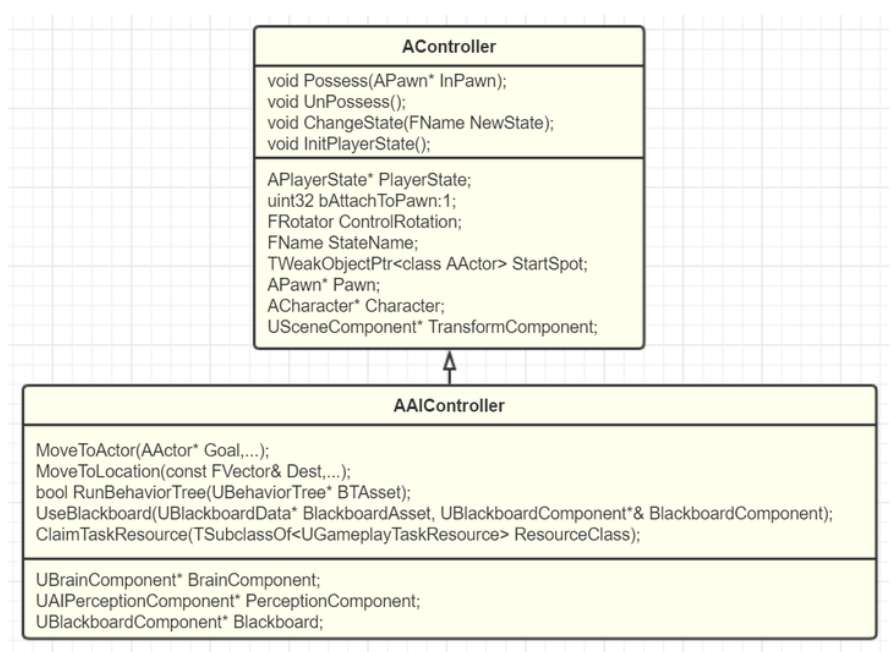 AController
void Possess(APawn* InPawn);
void UnPossess();
void ChangeState(FName NewState);
void InitPlayerState();
APlayerState* PlayerState;
uint32 bAttachToPawn:1;
FRotator ControlRotation;
FName StateName;
TWeakObjectPtr<class AActor> StartSpot;
APawn* Pawn;
ACharacter* Character;
USceneComponent* TransformComponent;
AAIController
MoveToActor(AActor* Goal,...);
MoveToLocation(const FVector& Dest,...);
bool RunBehaviorTree(UBehaviorTree* BTAsset);
UseBlackboard(UBlackboardData* BlackboardAsset, UBlackboardComponent*& BlackboardComponent);
ClaimTaskResource(TSubclassOf<UGameplayTaskResource> ResourceClass);
UBrainComponent* BrainComponent;
UAIPerceptionComponent* PerceptionComponent;
UBlackboardComponent* Blackboard;